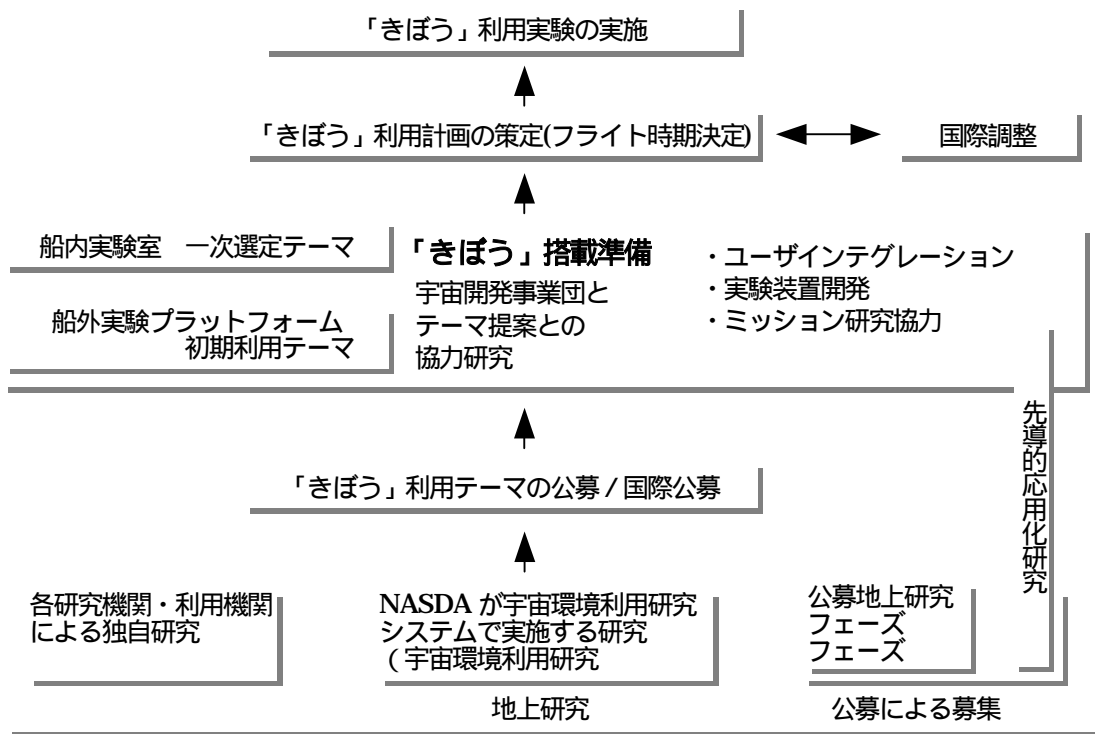 「きぼう」利用実験の実施
「きぼう」利用計画の策定(フライト時期決定)
国際調整
船内実験室　一次選定テーマ
船外実験プラットフォーム
初期利用テーマ
「きぼう」搭載準備
宇宙開発事業団と
テーマ提案との
協力研究
・ユーザインテグレーション
・実験装置開発
・ミッション研究協力
先導的応用化研究
「きぼう」利用テーマの公募 / 国際公募
各研究機関・利用機関
による独自研究
NASDA が宇宙環境利用研究
システムで実施する研究
( 宇宙環境利用研究
公募地上研究
フェーズ
フェーズ
地上研究
公募による募集